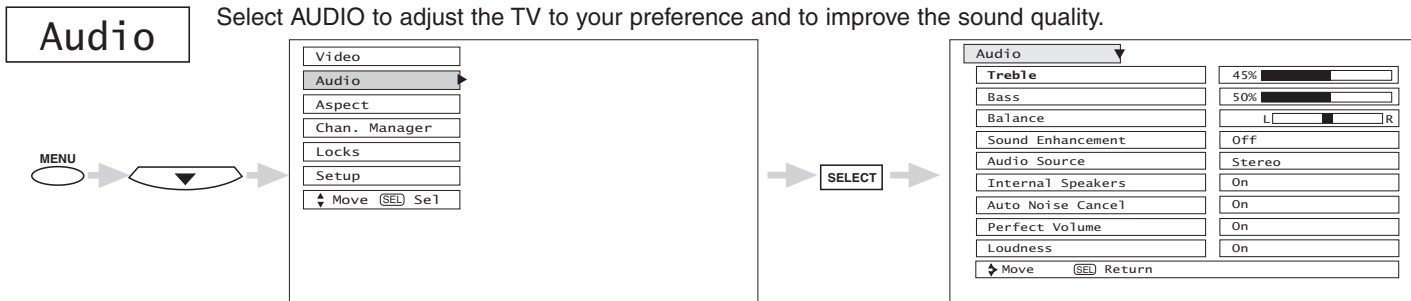 Audio
Select AUDIO to adjust the TV to your preference and to improve the sound quality.
MENU
Video
Audio
Aspect
Chan. Manager
Locks
Setup
Move SEL Sel
SELECT
Audio
Treble 45%
Bass 50%
Balance L R
Sound Enhancement Off
Audio Source Stereo
Internal Speakers On
Auto Noise Cancel On
Perfect Volume On
Loudness On
Move SEL Return